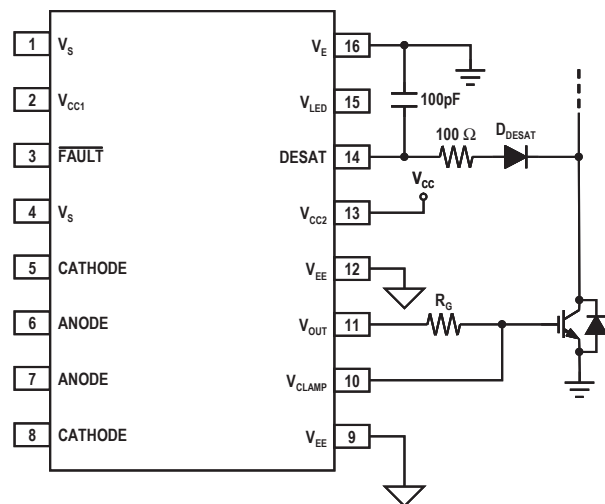 1 V_S
V_E 16
2 V_CC1
V_LED 15
100pF
3 FAULT
DESAT 14
100 Ω
D_DESAT
4 V_S
V_CC2 13
V_CC
5 CATHODE
V_EE 12
6 ANODE
V_OUT 11
R_G
7 ANODE
V_CLAMP 10
8 CATHODE
V_EE 9